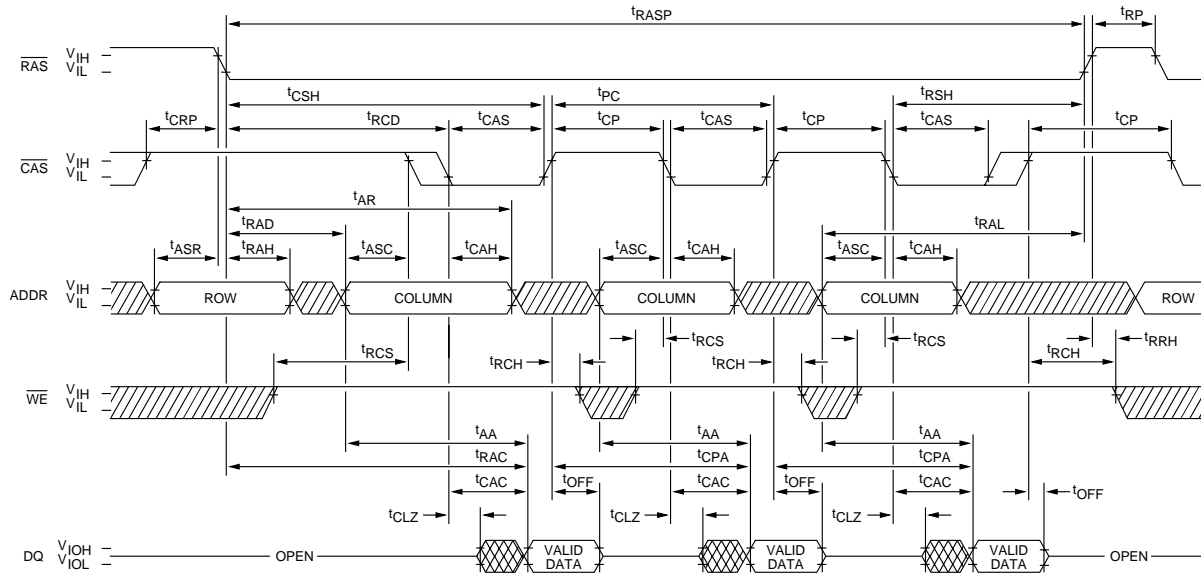 tRASP tRP
RAS VIH
VIL
tCSH tPC tRSH
tCRP tRCD tCAS tCP tCAS tCP tCAS tCP
CAS VIH
VIL
tAR
tRAD tRAL
tASR tRAH tASC tCAH tASC tCAH tASC tCAH
ADDR VIH
VIL
ROW COLUMN COLUMN COLUMN ROW
tRCS tRCH tRCS tRCH tRCS tRCH tRRH
WE VIH
VIL
tAA tAA tAA
tRAC tCPA tCPA
tCAC tOFF tCAC tOFF tCAC tOFF
tCLZ tCLZ tCLZ
DQ VIOH
VIOL
OPEN VALID DATA VALID DATA VALID DATA OPEN